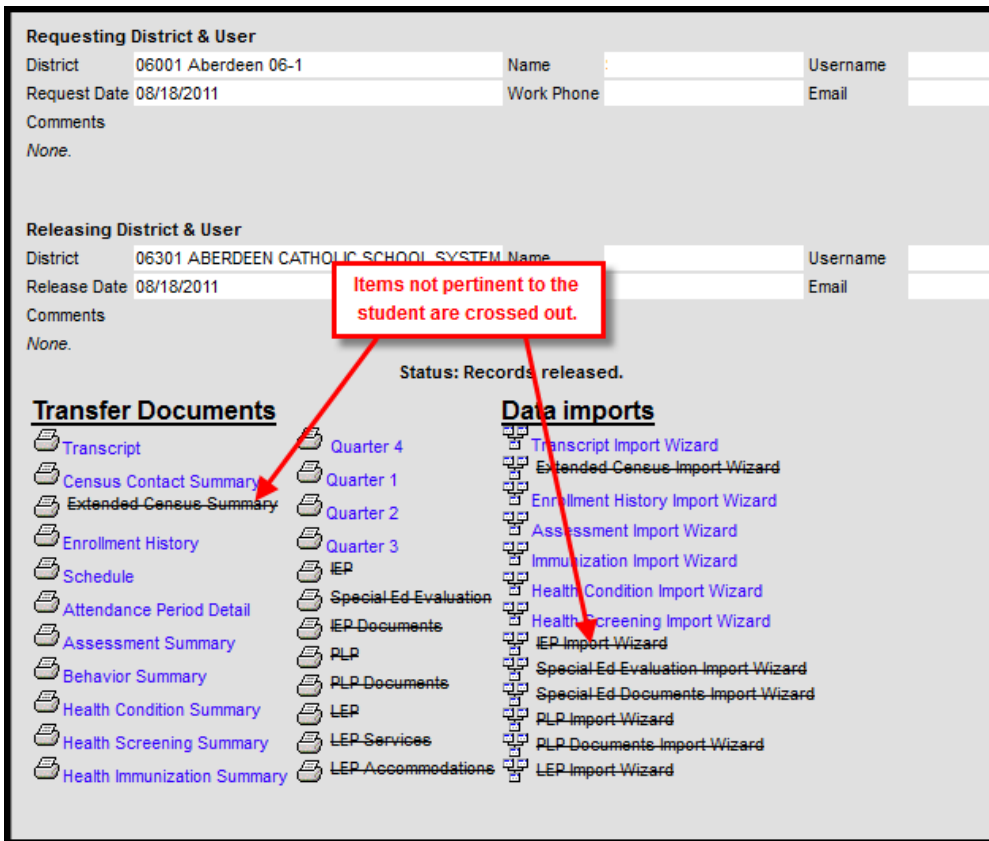 Requesting District & User
District 06001 Aberdeen 06-1 Name Username
Request Date 08/18/2011 Work Phone Email
Comments
None.
Releasing District & User
District 06301 ABERDEEN CATHOLIC SCHOOL SYSTEM Name Username
Release Date 08/18/2011 Email
Items not pertinent to the
student are crossed out.
Comments
None.
Status: Records released.
Transfer Documents
Transcript
Census Contact Summary
Extended Census Summary
Enrollment History
Schedule
Attendance Period Detail
Assessment Summary
Behavior Summary
Health Condition Summary
Health Screening Summary
Health Immunization Summary
Quarter 4
Quarter 1
Quarter 2
Quarter 3
IEP
Special Ed Evaluation
IEP Documents
PLP
PLP Documents
LEP
LEP Services
LEP Accommodations
Data imports
Transcript Import Wizard
Extended Census Import Wizard
Enrollment History Import Wizard
Assessment Import Wizard
Immunization Import Wizard
Health Condition Import Wizard
Health Screening Import Wizard
IEP Import Wizard
Special Ed Evaluation Import Wizard
Special Ed Documents Import Wizard
PLP Import Wizard
PLP Documents Import Wizard
LEP Import Wizard